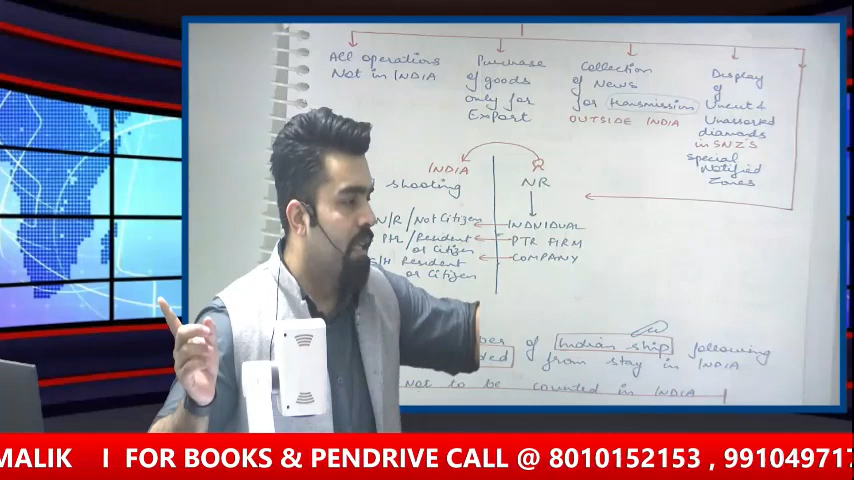 All operations
Not in INDIA
Purchase
of goods
only for
Export
Collection
of News
for transmission
OUTSIDE INDIA
Display
of
Uncut &
Unassorted
diamonds
in SNZ'S
special
Notified
Zones
INDIA
shooting
NR
N/R/Not Citizen
INDIVIDUAL
/Resident
or Citizen
PTR FIRM
S/H Resident
or Citizen
COMPANY
of Indian ship following
from stay in INDIA
not to be counted in INDIA
MALIK I FOR BOOKS & PENDRIVE CALL @ 8010152153 , 991049717